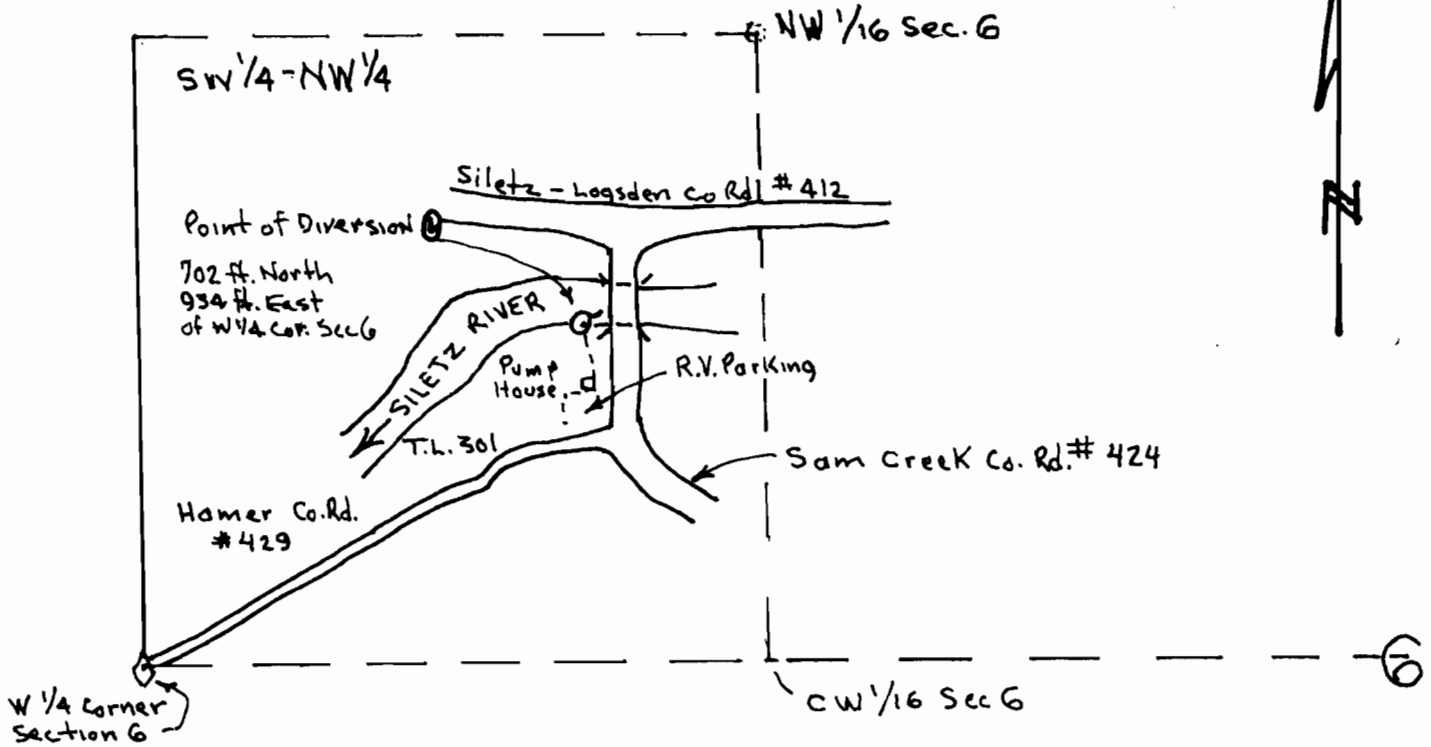 NW 1/16 Sec. 6
SW 1/4 - NW 1/4
Siletz - Logsden Co Rd # 412
Point of Diversion
702 ft. North
934 ft. East
of W 1/4 Cor. Sec 6
SILETZ RIVER
Pump
House
R.V. Parking
T.L. 301
Sam Creek Co. Rd. # 424
Hamer Co. Rd.
# 429
W 1/4 Corner
Section 6
CW 1/16 Sec 6
6
N